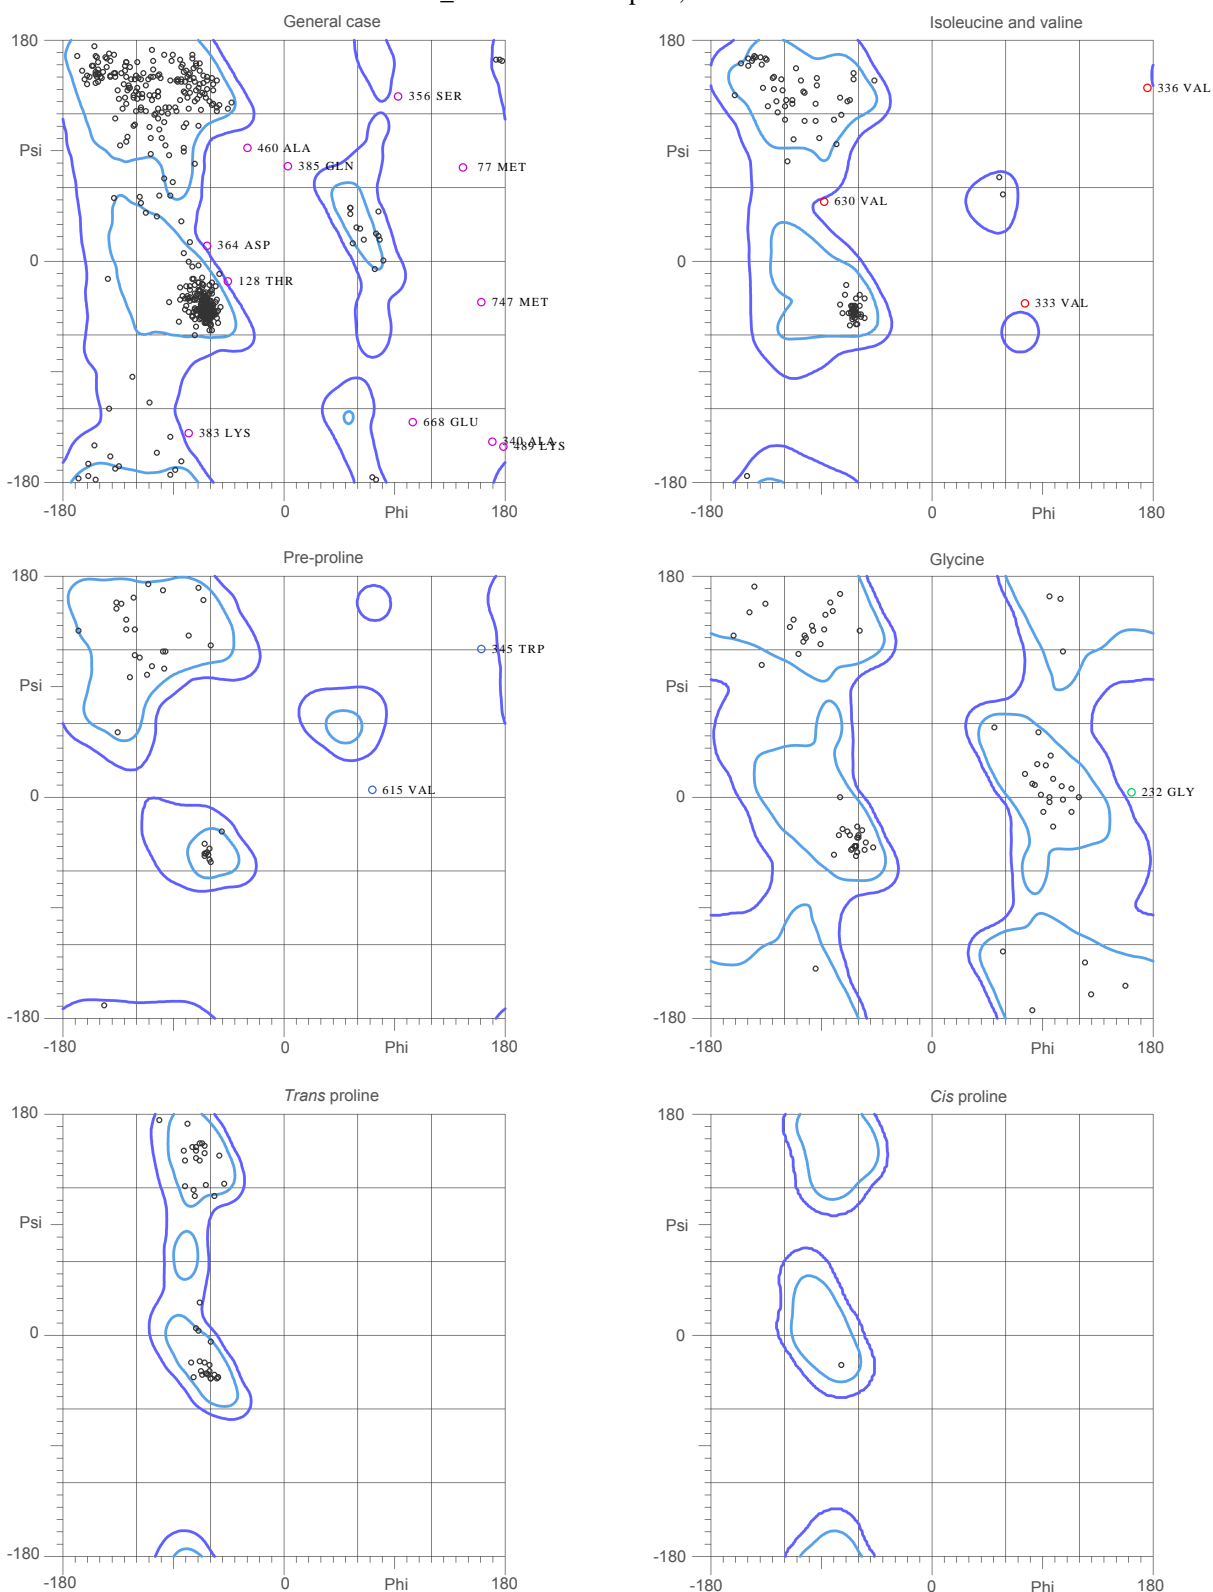 General case
180
Psi
0
-180
-180
0
Phi
180
356 SER
460 ALA
385 GLN
77 MET
364 ASP
128 THR
747 MET
668 GLU
383 LYS
340 ALA
489 LYS
Isoleucine and valine
180
Psi
0
-180
-180
0
Phi
180
336 VAL
630 VAL
333 VAL
Pre-proline
180
Psi
0
-180
-180
0
Phi
180
345 TRP
615 VAL
Glycine
180
Psi
0
-180
-180
0
Phi
180
232 GLY
Trans proline
180
Psi
0
-180
-180
0
Phi
180
Cis proline
180
Psi
0
-180
-180
0
Phi
180